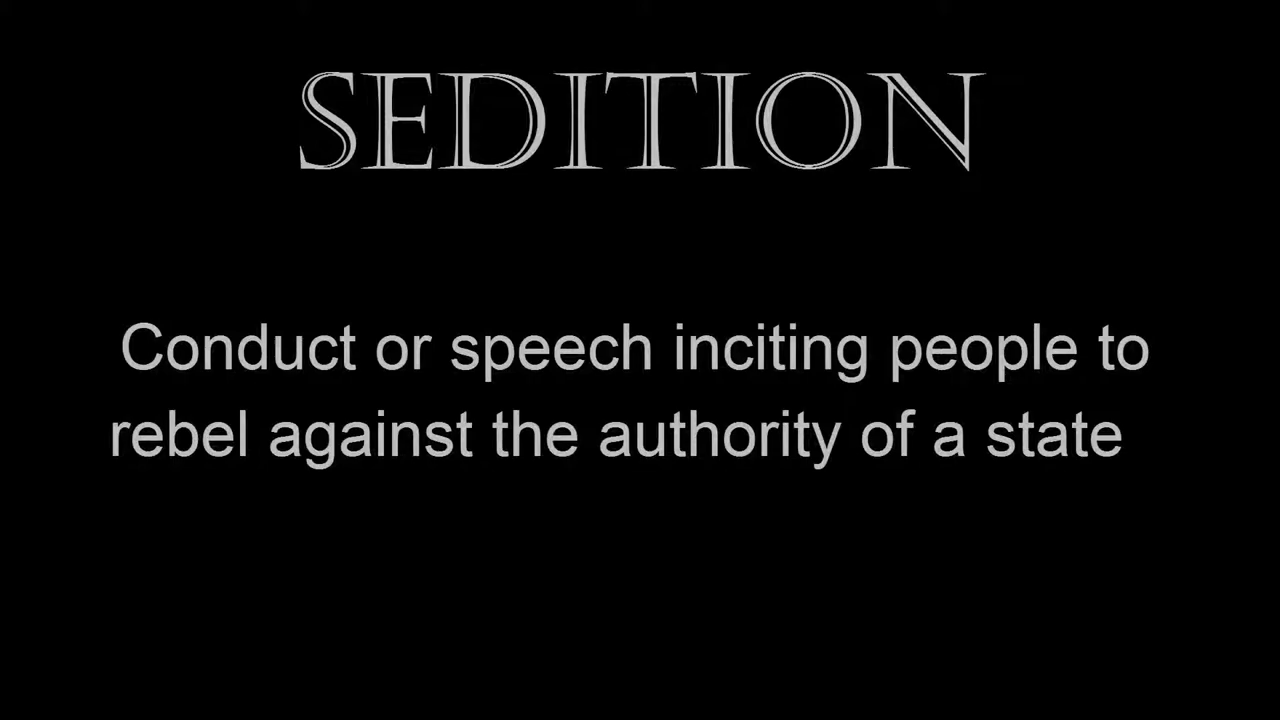 SEDITION
Conduct or speech inciting people to
rebel against the authority of a state